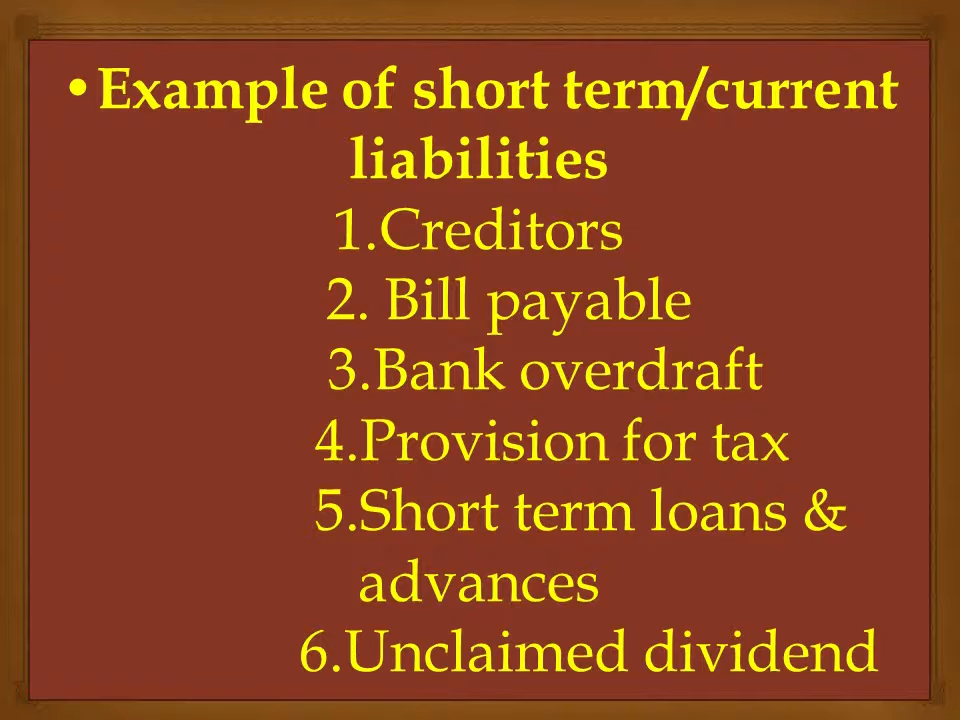 •Example of short term/current
liabilities
1.Creditors
2. Bill payable
3.Bank overdraft
4.Provision for tax
5.Short term loans &
advances
6.Unclaimed dividend